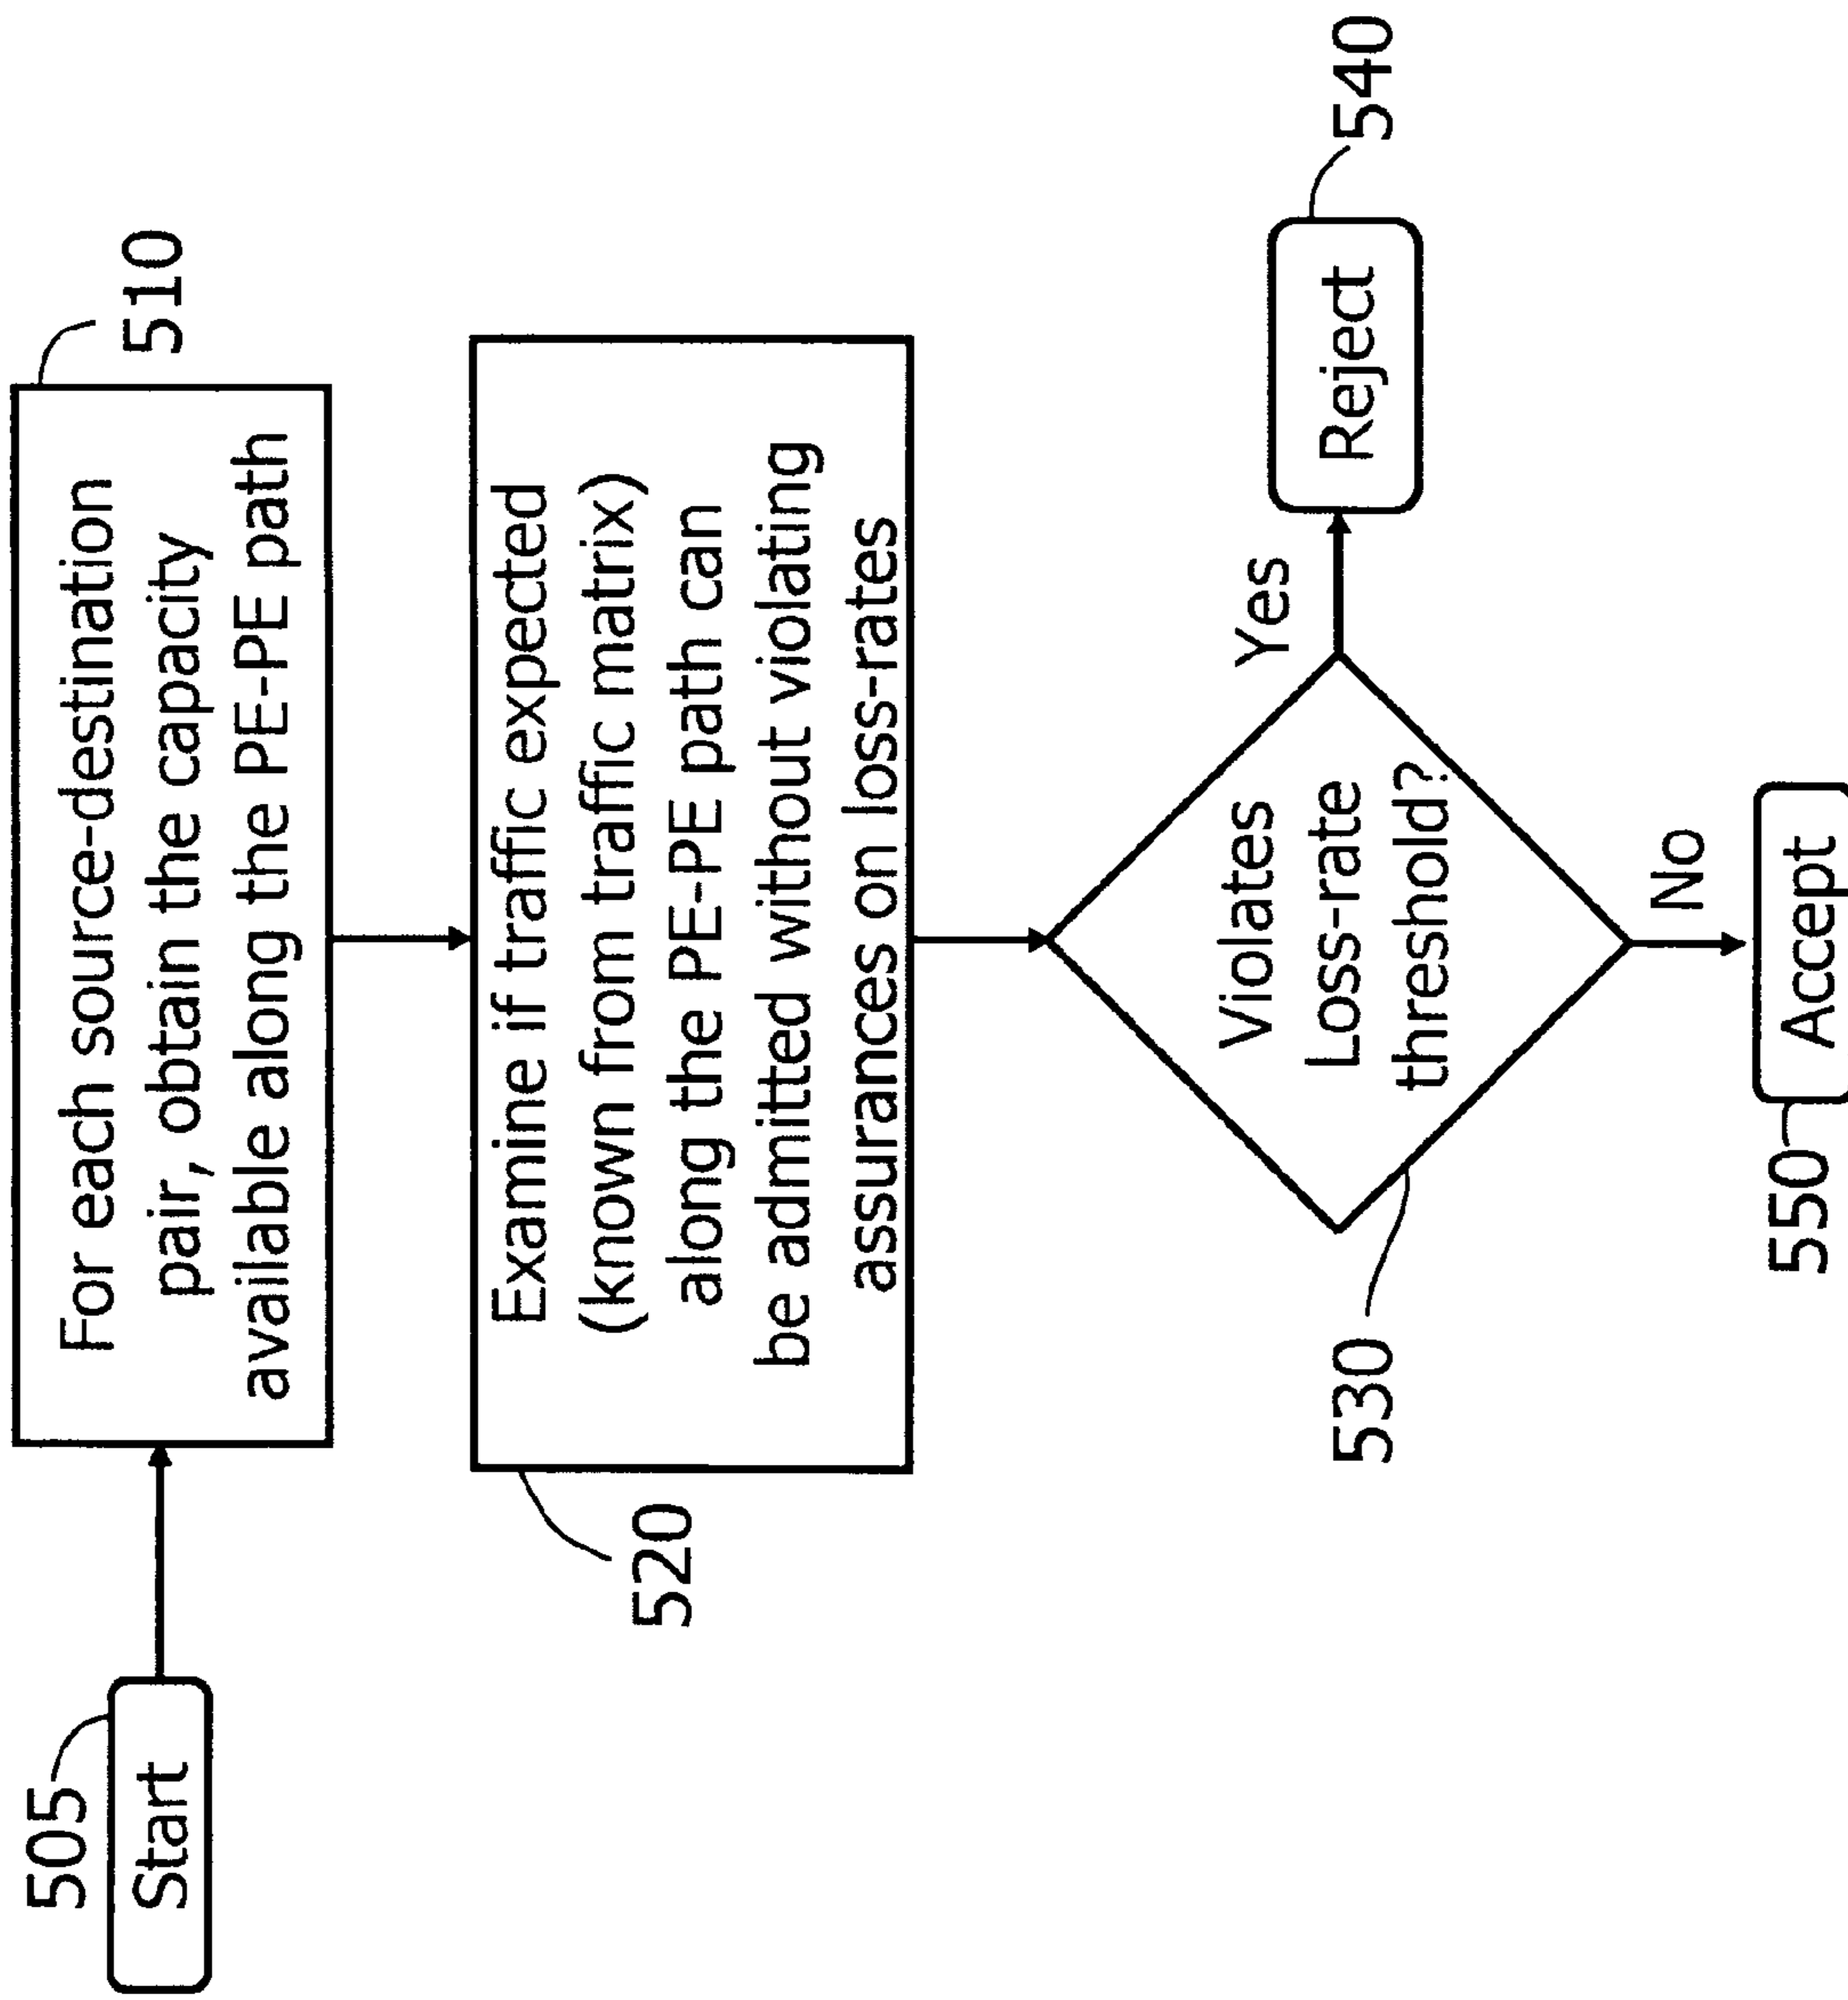 505
Start
510
For each source-destination
pair, obtain the capacity
available along the PE-PE path
520
Examine if traffic expected
(known from traffic matrix)
along the PE-PE path can
be admitted without violating
assurances on loss-rates
530
Violates
Loss-rate
threshold?
Yes
540
Reject
No
550
Accept